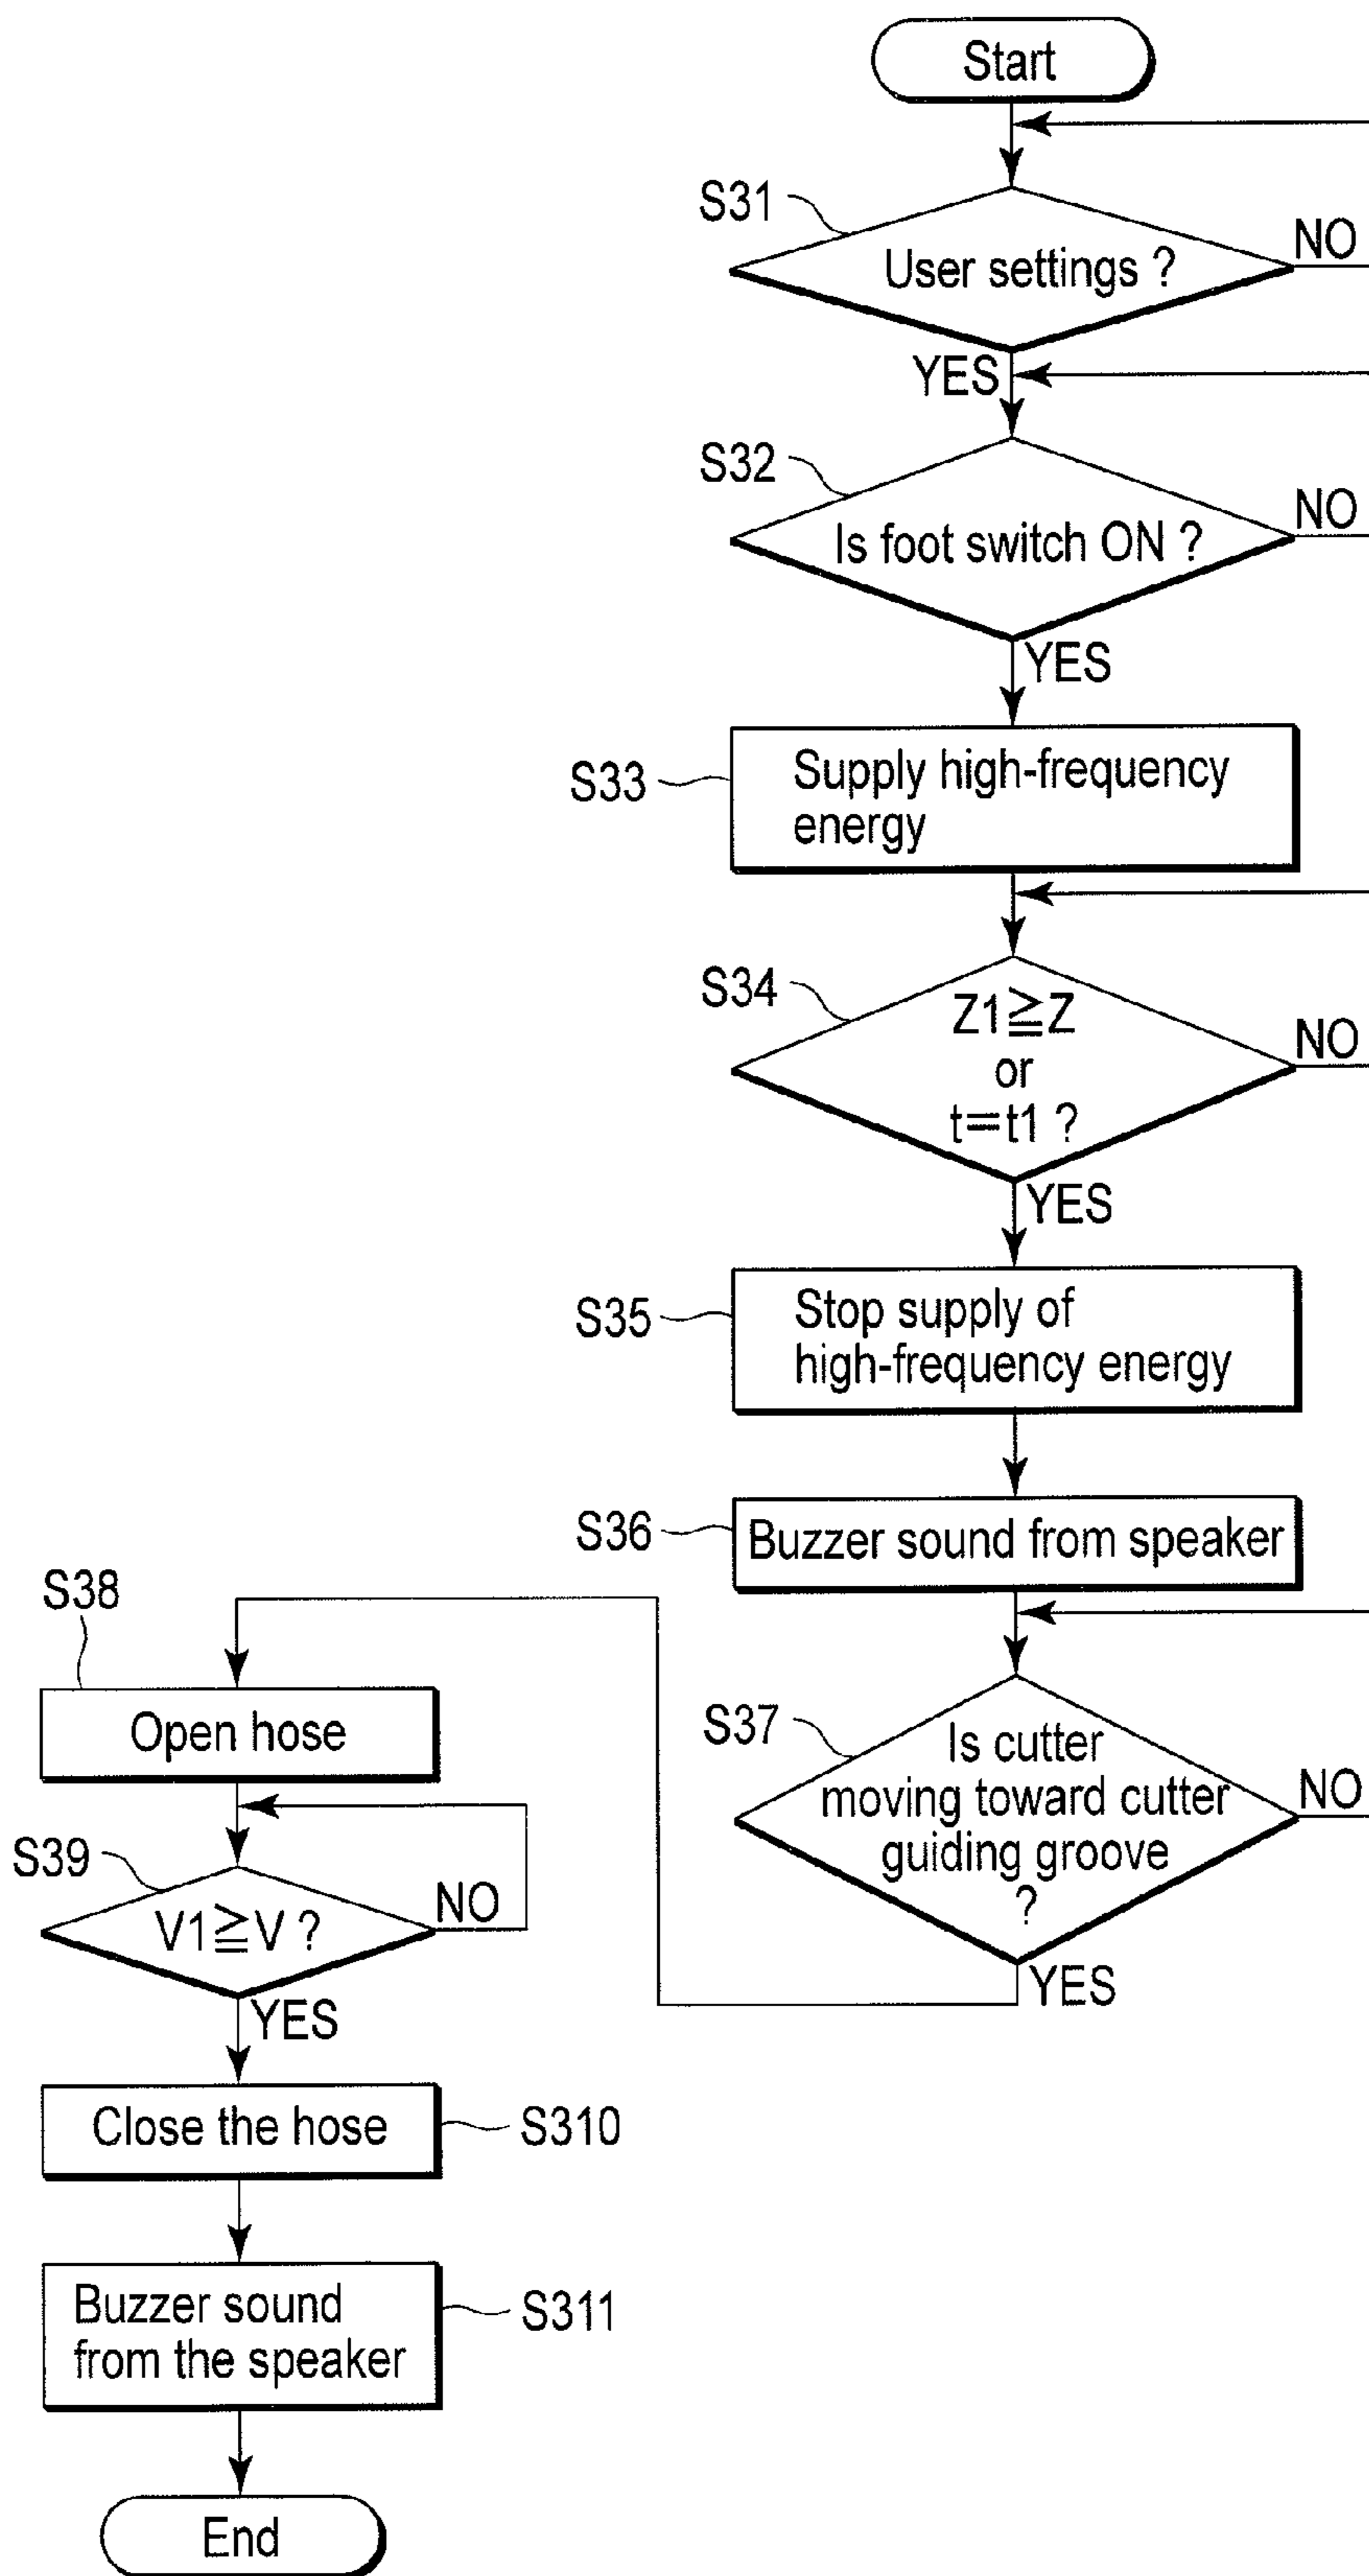 Start
S31
User settings ?
NO
YES
S32
Is foot switch ON ?
NO
YES
S33
Supply high-frequency
energy
S34
Z1≧Z
or
t=t1 ?
NO
YES
S35
Stop supply of
high-frequency energy
S36
Buzzer sound from speaker
S37
Is cutter
moving toward cutter
guiding groove
?
NO
YES
S38
Open hose
S39
V1≧V ?
NO
YES
Close the hose
S310
Buzzer sound
from the speaker
S311
End